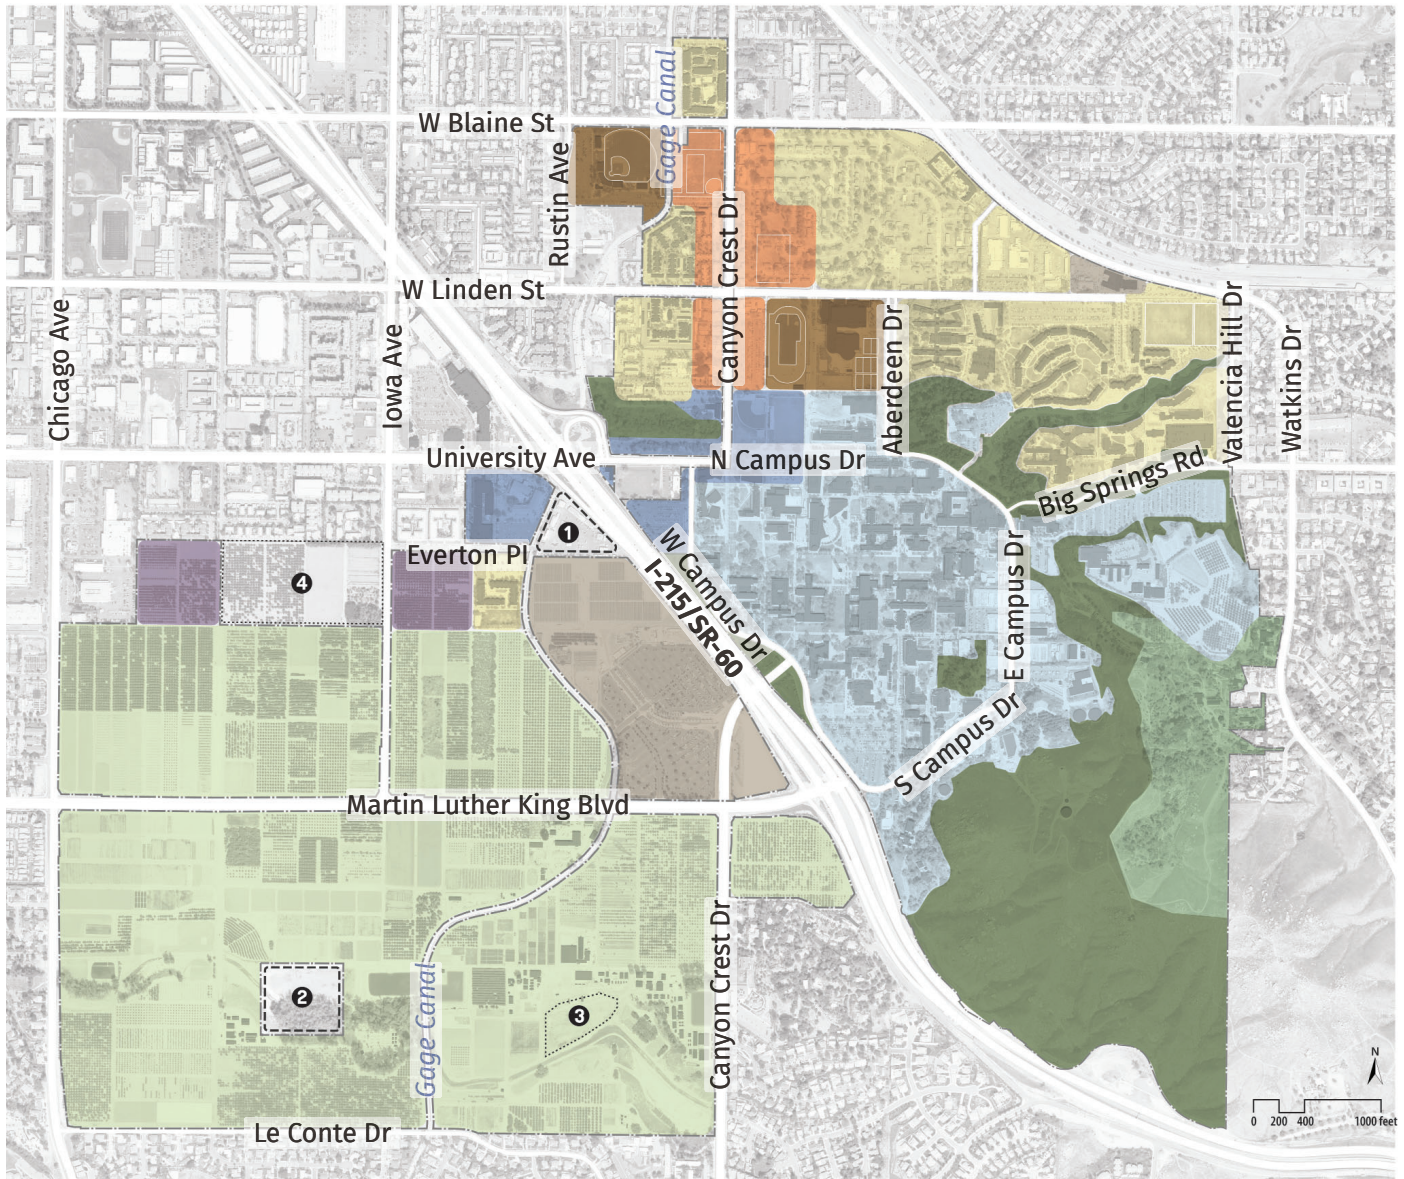 Gage Canal
W Blaine St
Rustin Ave
Canyon Crest Dr
W Linden St
Chicago Ave
Iowa Ave
Aberdeen Dr
Valencia Hill Dr
Watkins Dr
University Ave
N Campus Dr
Big Springs Rd
1
Everton Pl
W Campus Dr
I-215/SR-60
E Campus Dr
4
S Campus Dr
Martin Luther King Blvd
Canyon Crest Dr
Gage Canal
2
3
N
0 200 400 1000 feet
Le Conte Dr